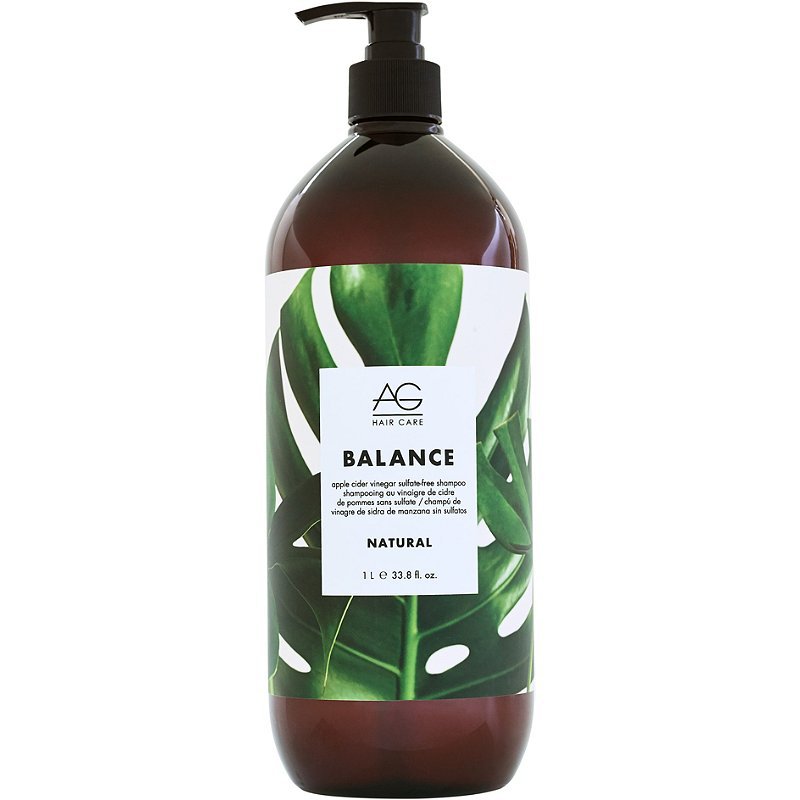 AG
HAIR CARE
BALANCE
apple cider vinegar sulfate-free shampoo
shampooing au vinaigre de cidre
de pommes sans sulfate / champú de
vinagre de sidra de manzana sin sulfatos
NATURAL
1 L ℮ 33.8 fl. oz.